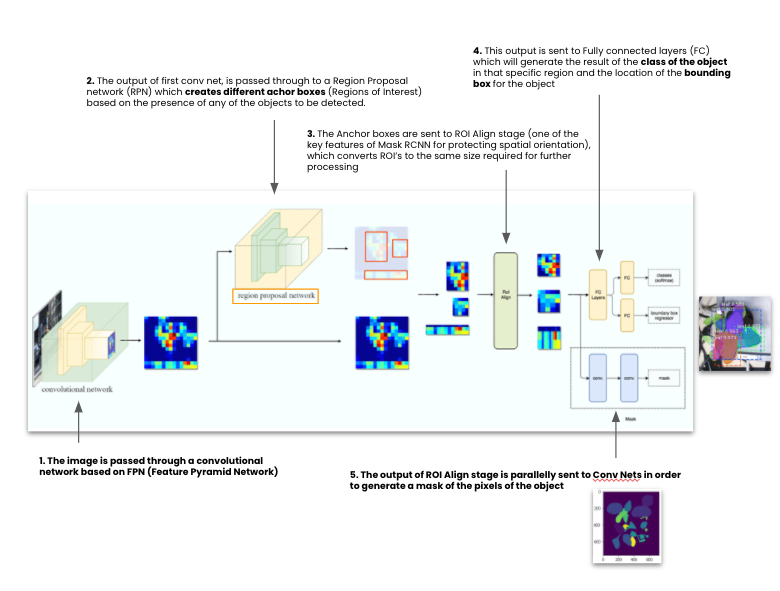 4. This output is sent to Fully connected layers (FC)
which will generate the result of the class of the object
in that specific region and the location of the bounding
box for the object
2. The output of first conv net, is passed through to a Region Proposal
network (RPN) which creates different achor boxes (Regions of Interest)
based on the presence of any of the objects to be detected.
3. The Anchor boxes are sent to ROI Align stage (one of the
key features of Mask RCNN for protecting spatial orientation),
which converts ROI's to the same size required for further
processing
region proposal network
convolutional network
RoI
Align
FC
Layers
FC
FC
classes
(softmax)
boundary box
regressor
conv
conv
mask
Mask
1. The image is passed through a convolutional
network based on FPN (Feature Pyramid Network)
5. The output of ROI Align stage is parallelly sent to Conv Nets in order
to generate a mask of the pixels of the object
0
200
400
600
0 200 400 600